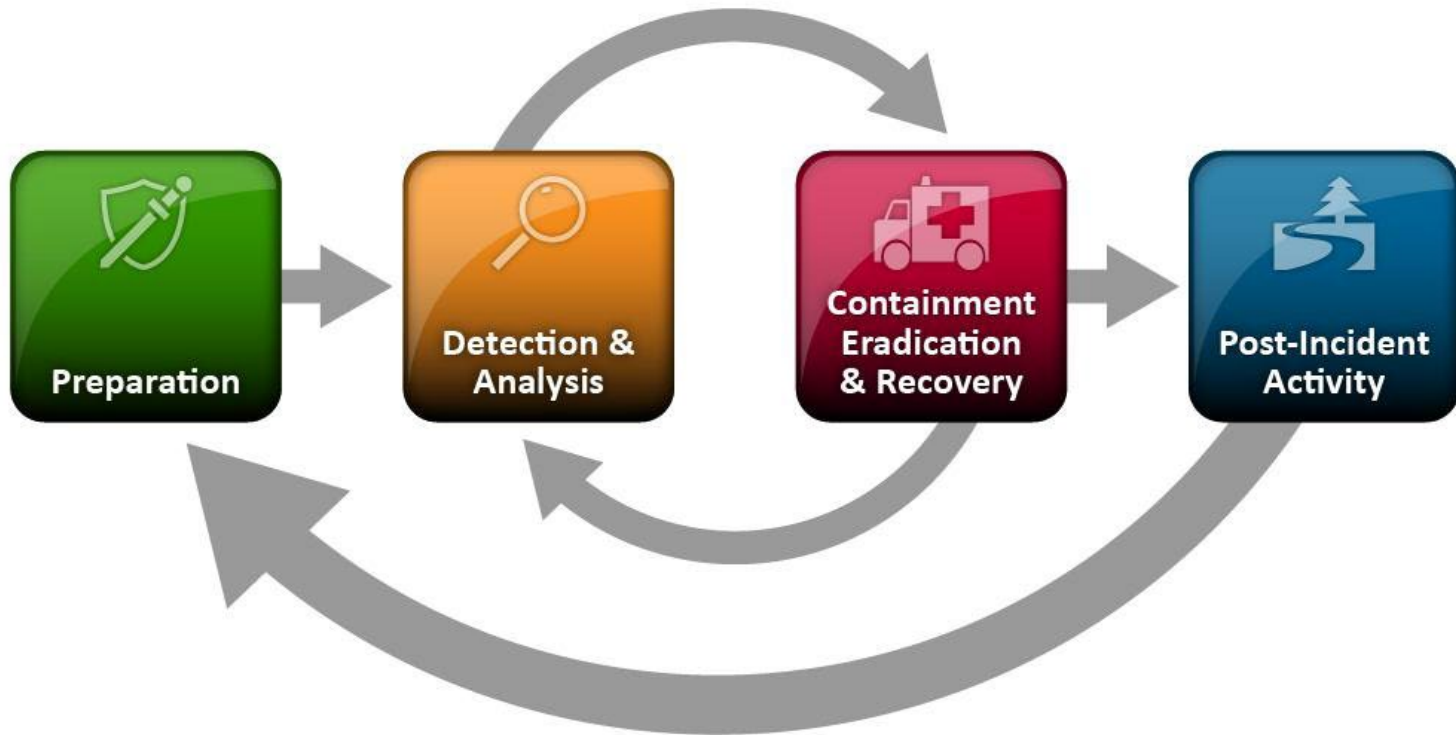 Preparation
Detection &
Analysis
Containment
Eradication
& Recovery
Post-Incident
Activity